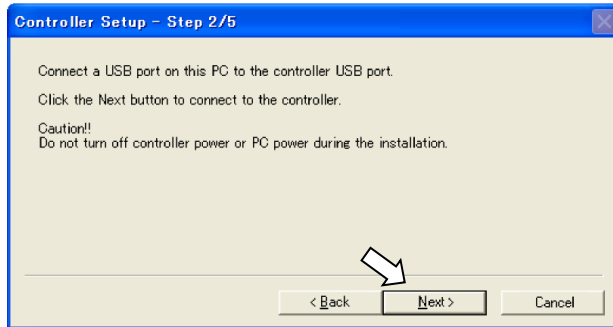 Controller Setup - Step 2/5
Connect a USB port on this PC to the controller USB port.
Click the Next button to connect to the controller.
Caution!!
Do not turn off controller power or PC power during the installation.
< Back Next > Cancel